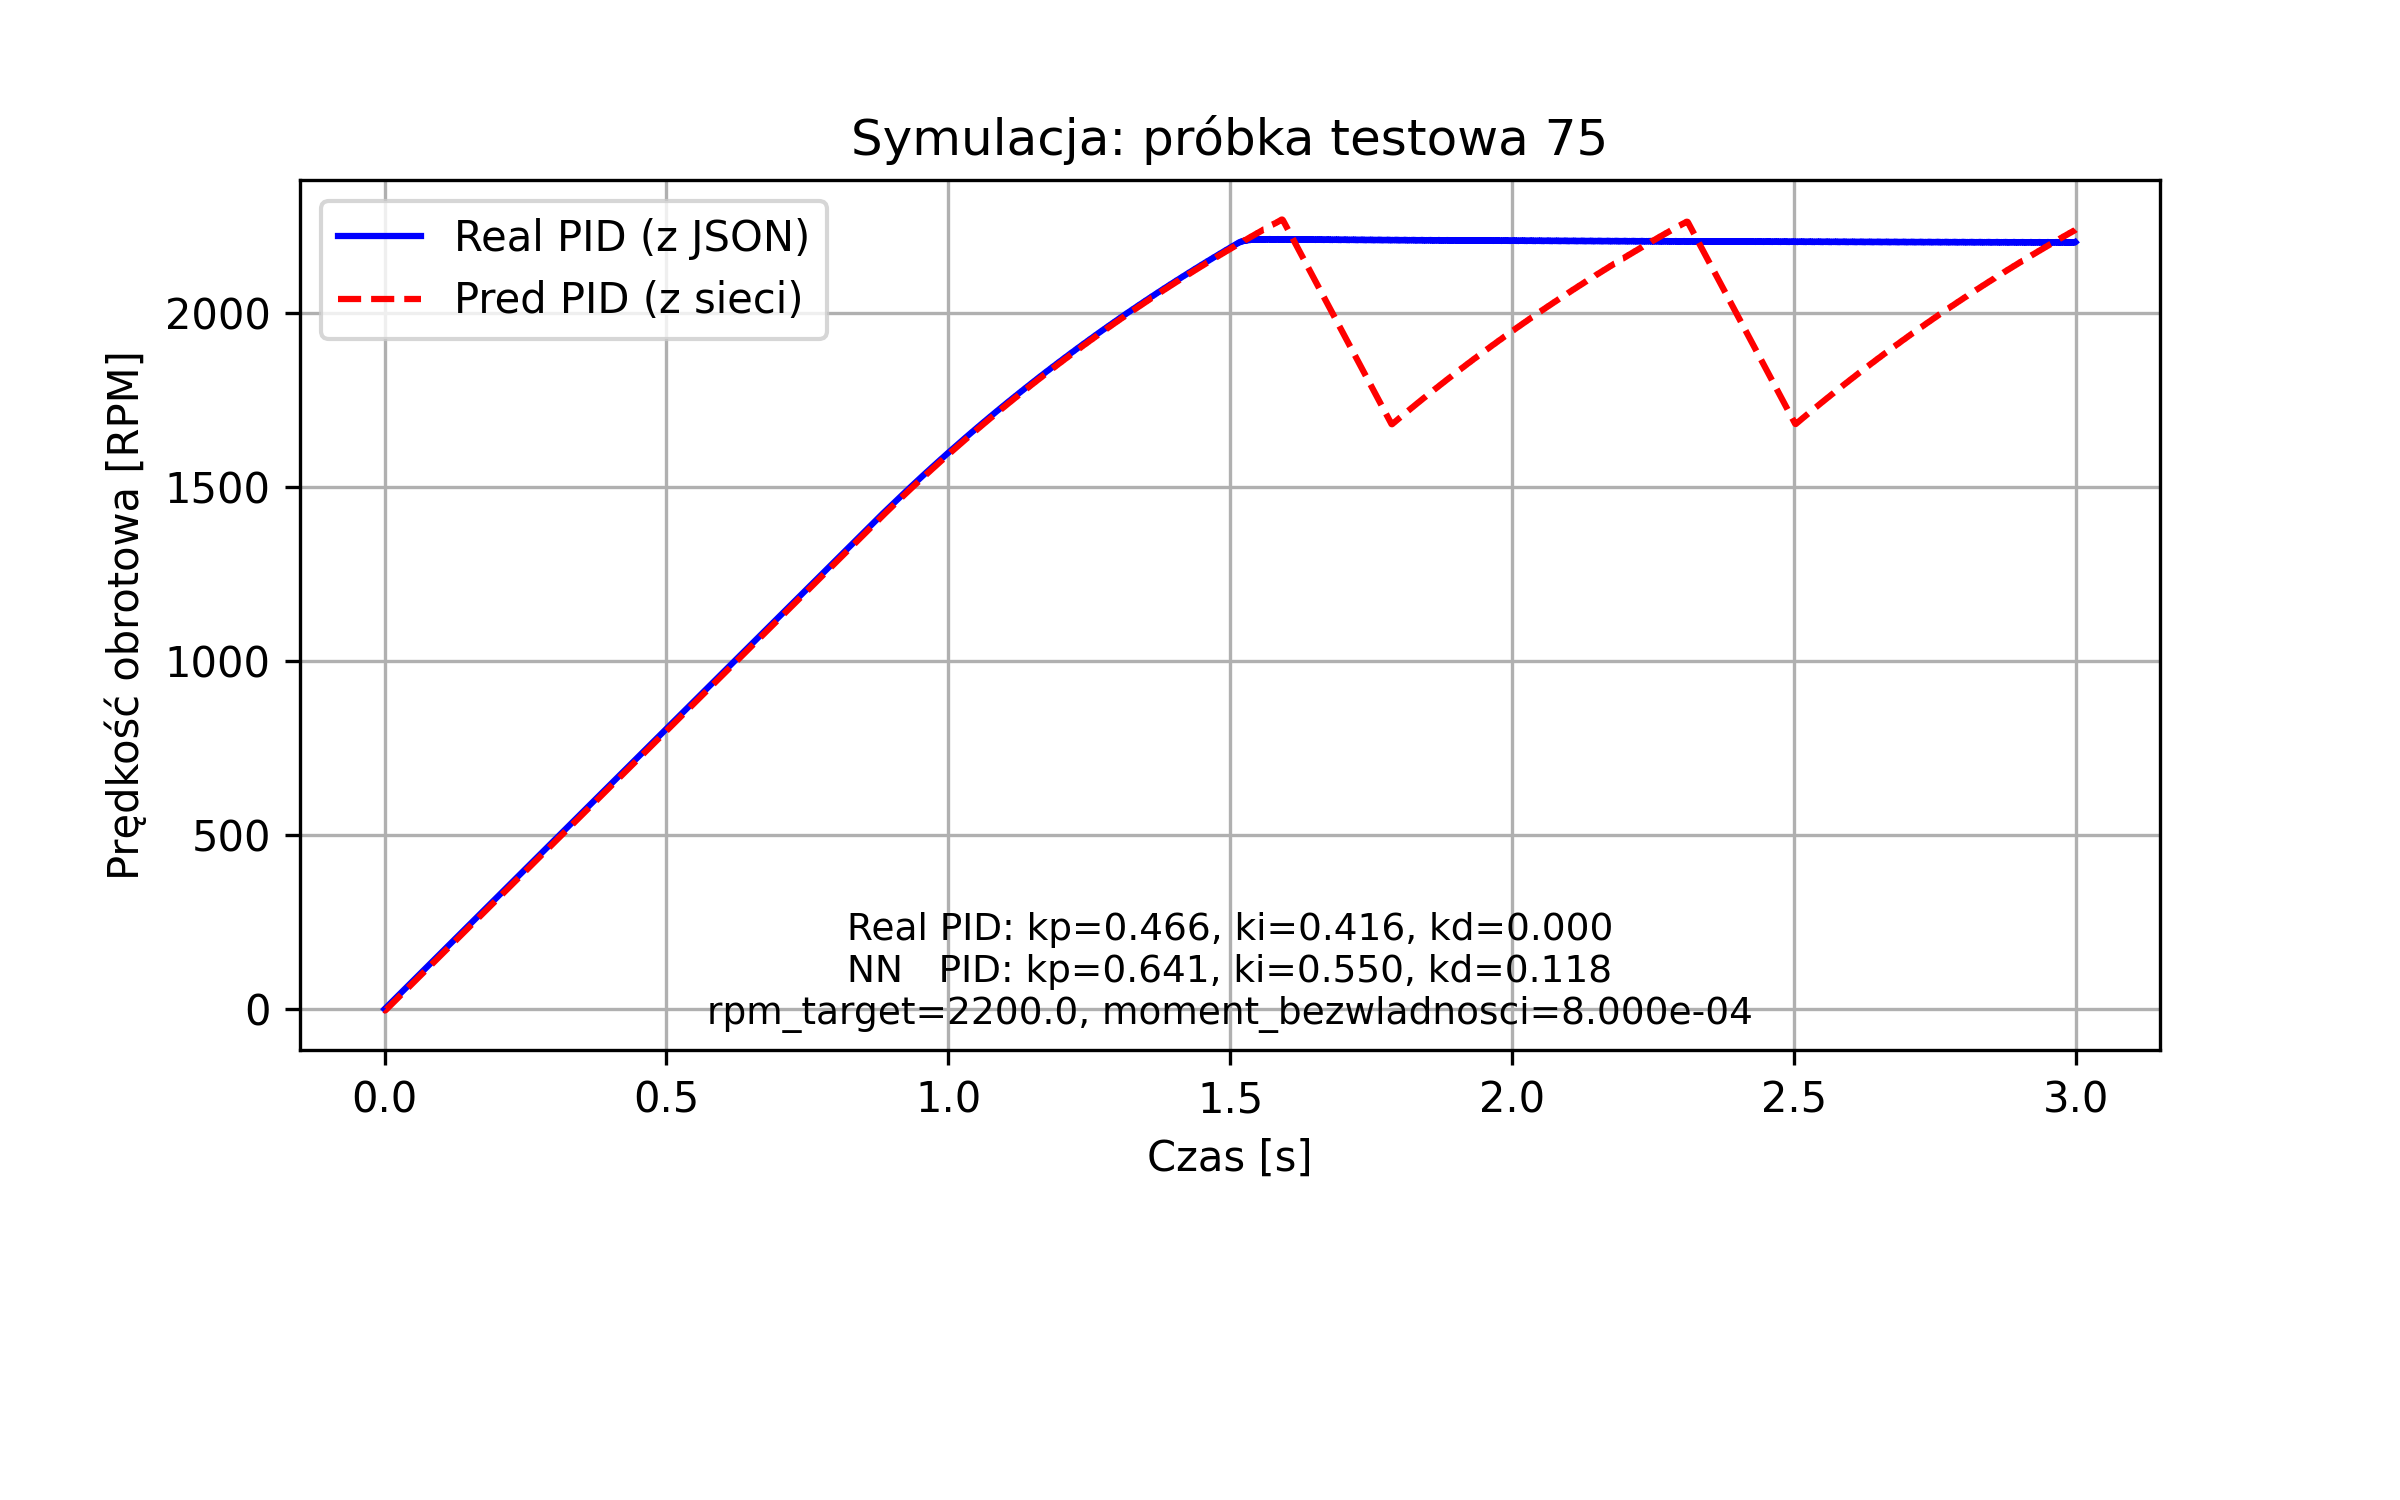 Symulacja: próbka testowa 75
Real PID (z JSON)
Pred PID (z sieci)
Prędkość obrotowa [RPM]
2000
1500
1000
500
0
Real PID: kp=0.466, ki=0.416, kd=0.000
NN   PID: kp=0.641, ki=0.550, kd=0.118
rpm_target=2200.0, moment_bezwladnosci=8.000e-04
0.0 0.5 1.0 1.5 2.0 2.5 3.0
Czas [s]